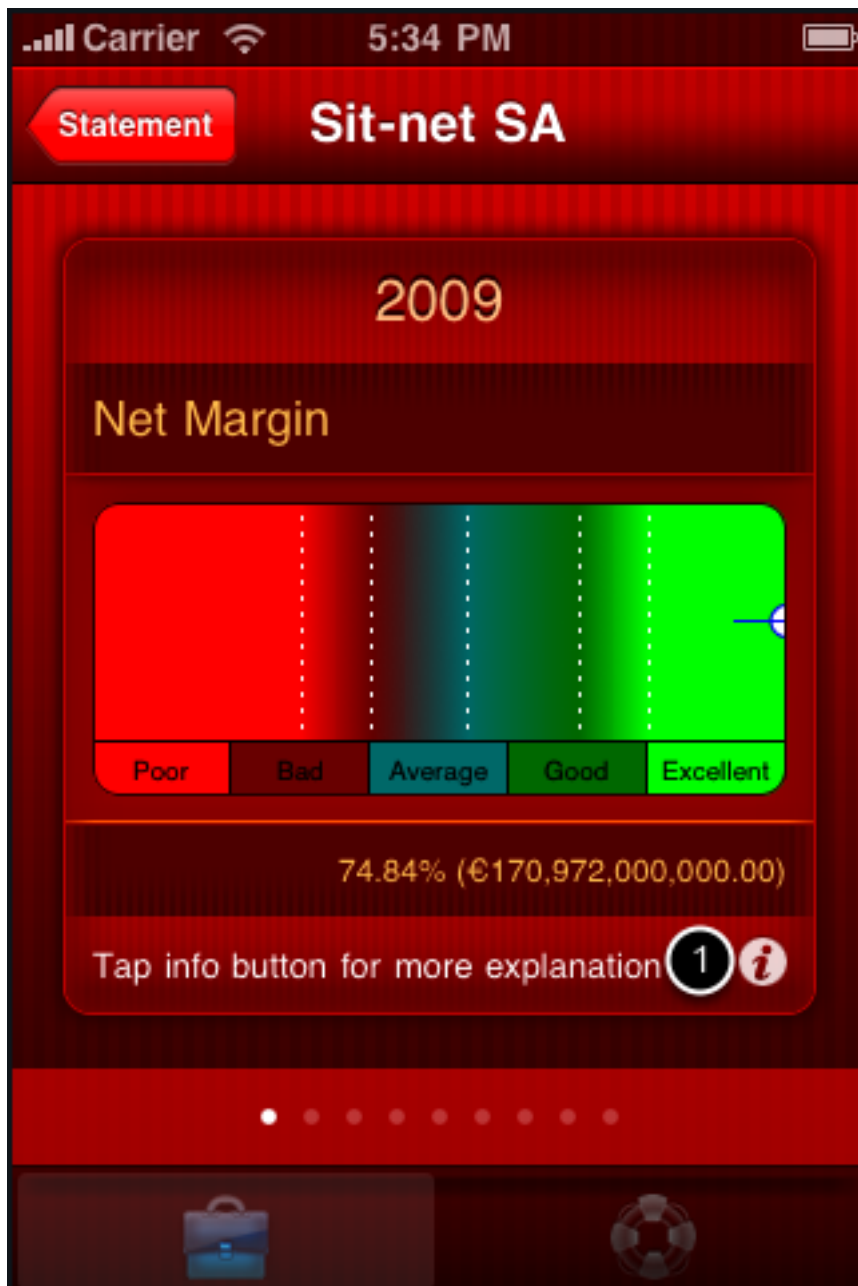 Carrier 5:34 PM
Statement Sit-net SA
2009
Net Margin
Poor Bad Average Good Excellent
74.84% (€170,972,000,000.00)
Tap info button for more explanation 1 i